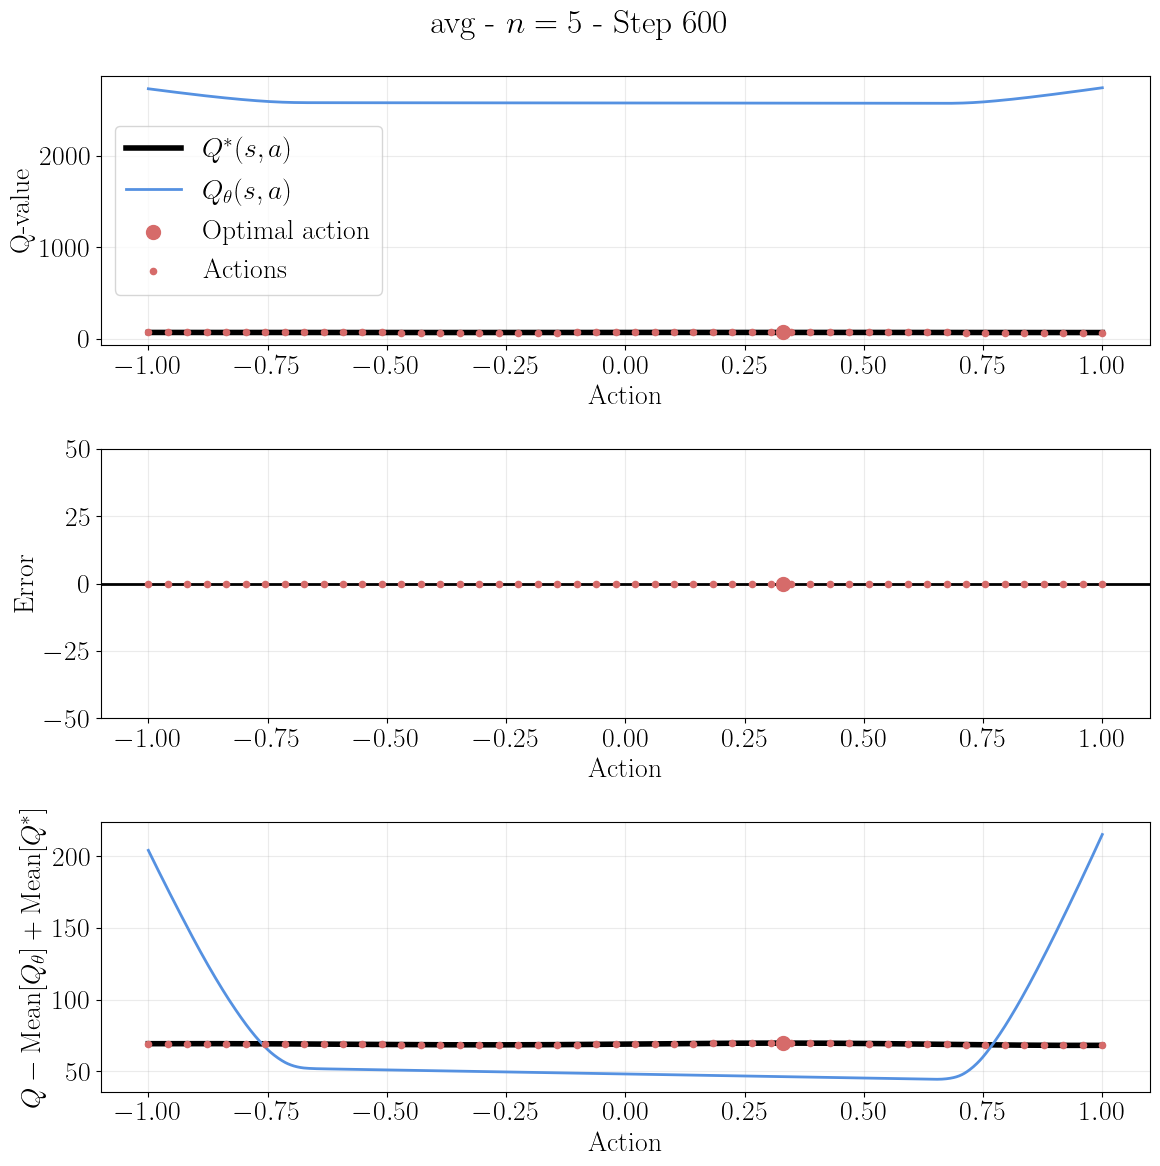 avg - n = 5 - Step 600
Q-value
2000
1000
0
Q*(s, a)
Qθ(s, a)
Optimal action
Actions
−1.00 −0.75 −0.50 −0.25 0.00 0.25 0.50 0.75 1.00
Action
Error
50
25
0
−25
−50
−1.00 −0.75 −0.50 −0.25 0.00 0.25 0.50 0.75 1.00
Action
Q − Mean[Qθ] + Mean[Q*]
200
150
100
50
−1.00 −0.75 −0.50 −0.25 0.00 0.25 0.50 0.75 1.00
Action